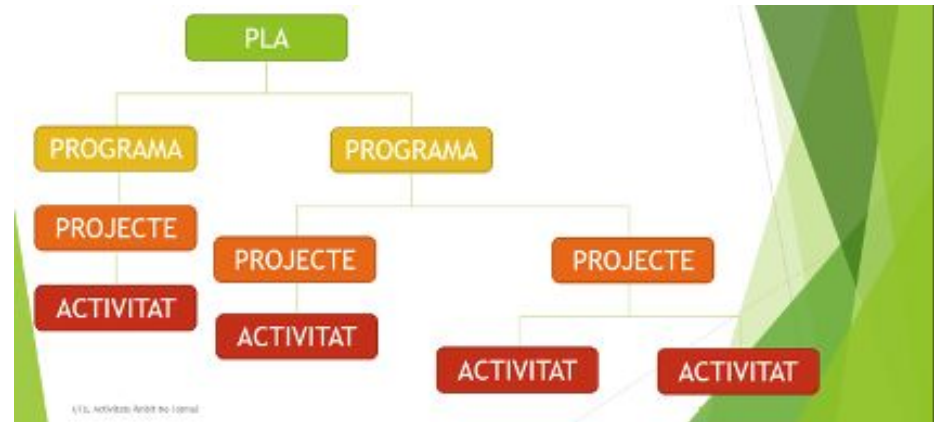 PLA
PROGRAMA
PROGRAMA
PROJECTE
PROJECTE
PROJECTE
ACTIVITAT
ACTIVITAT
ACTIVITAT
ACTIVITAT